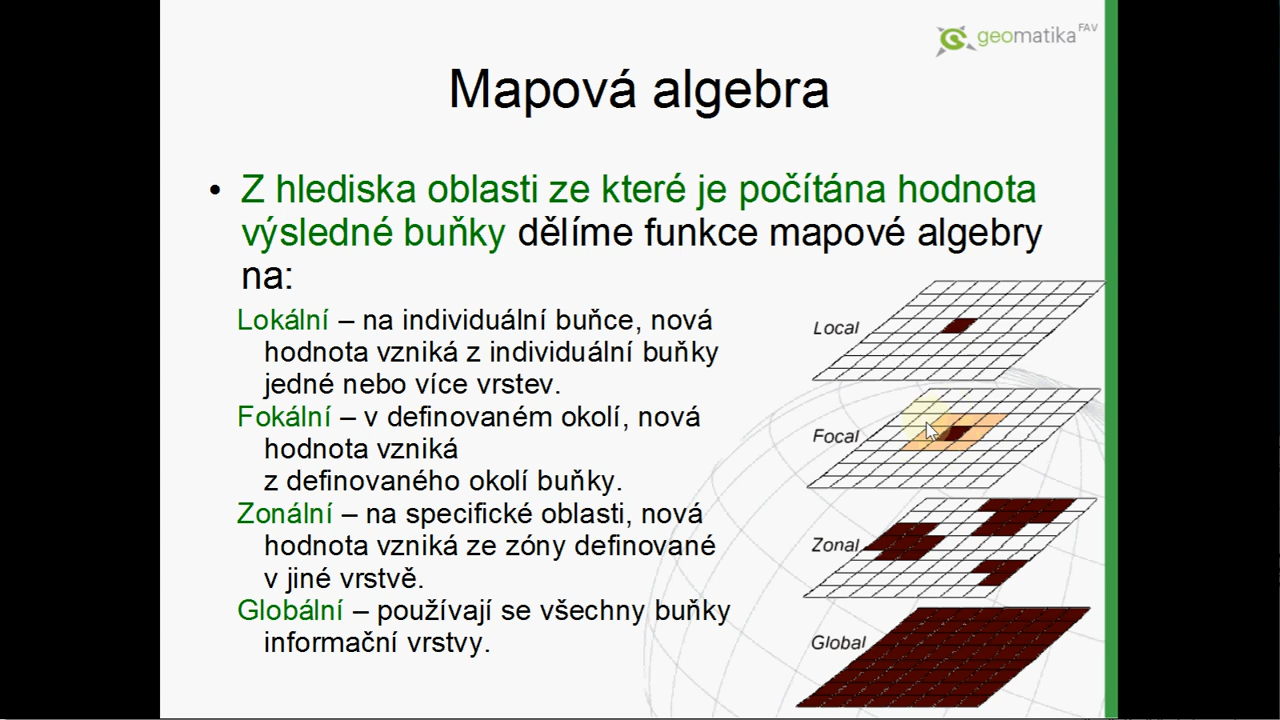 geomatika FAV
Mapová algebra
• Z hlediska oblasti ze které je počítána hodnota
výsledné buňky dělíme funkce mapové algebry
na:
Lokální – na individuální buňce, nová
hodnota vzniká z individuální buňky
jedné nebo více vrstev.
Fokální – v definovaném okolí, nová
hodnota vzniká
z definovaného okolí buňky.
Zonální – na specifické oblasti, nová
hodnota vzniká ze zóny definované
v jiné vrstvě.
Globální – používají se všechny buňky
informační vrstvy.
Local
Focal
Zonal
Global